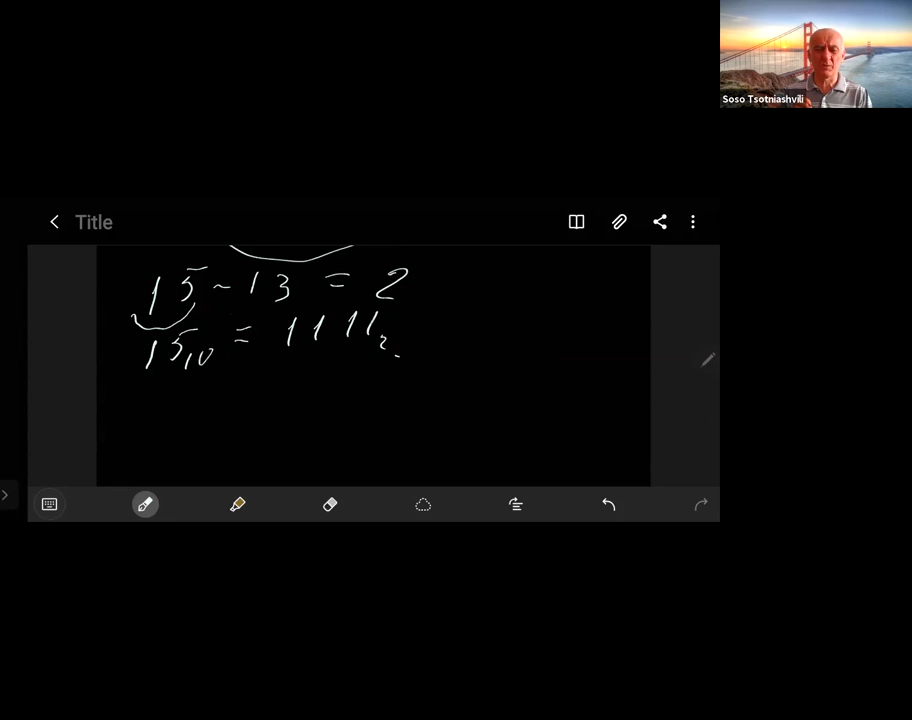 Soso Tsotniashvili
Title
15 - 13 = 2
15₁₀ = 1111₂